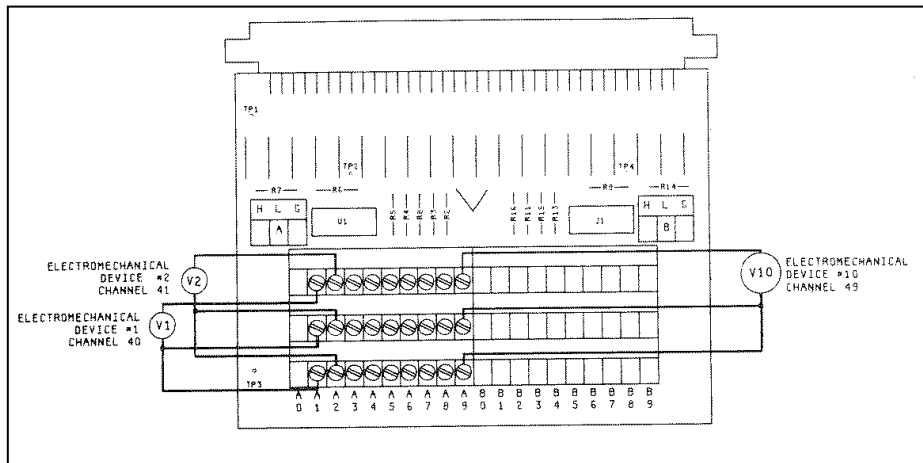 TP1
TP2
TP4
R7
R6
R9
R14
H L G
U1
R5
R4
R8
R3
R2
R16
R11
R15
R13
J1
H L G
A
B
ELECTROMECHANICAL
DEVICE #2
CHANNEL 41
V2
V10
ELECTROMECHANICAL
DEVICE #10
CHANNEL 49
ELECTROMECHANICAL
DEVICE #1
CHANNEL 40
V1
TP3
A A A A A A A A A A B B B B B B B B B B
0 1 2 3 4 5 6 7 8 9 0 1 2 3 4 5 6 7 8 9